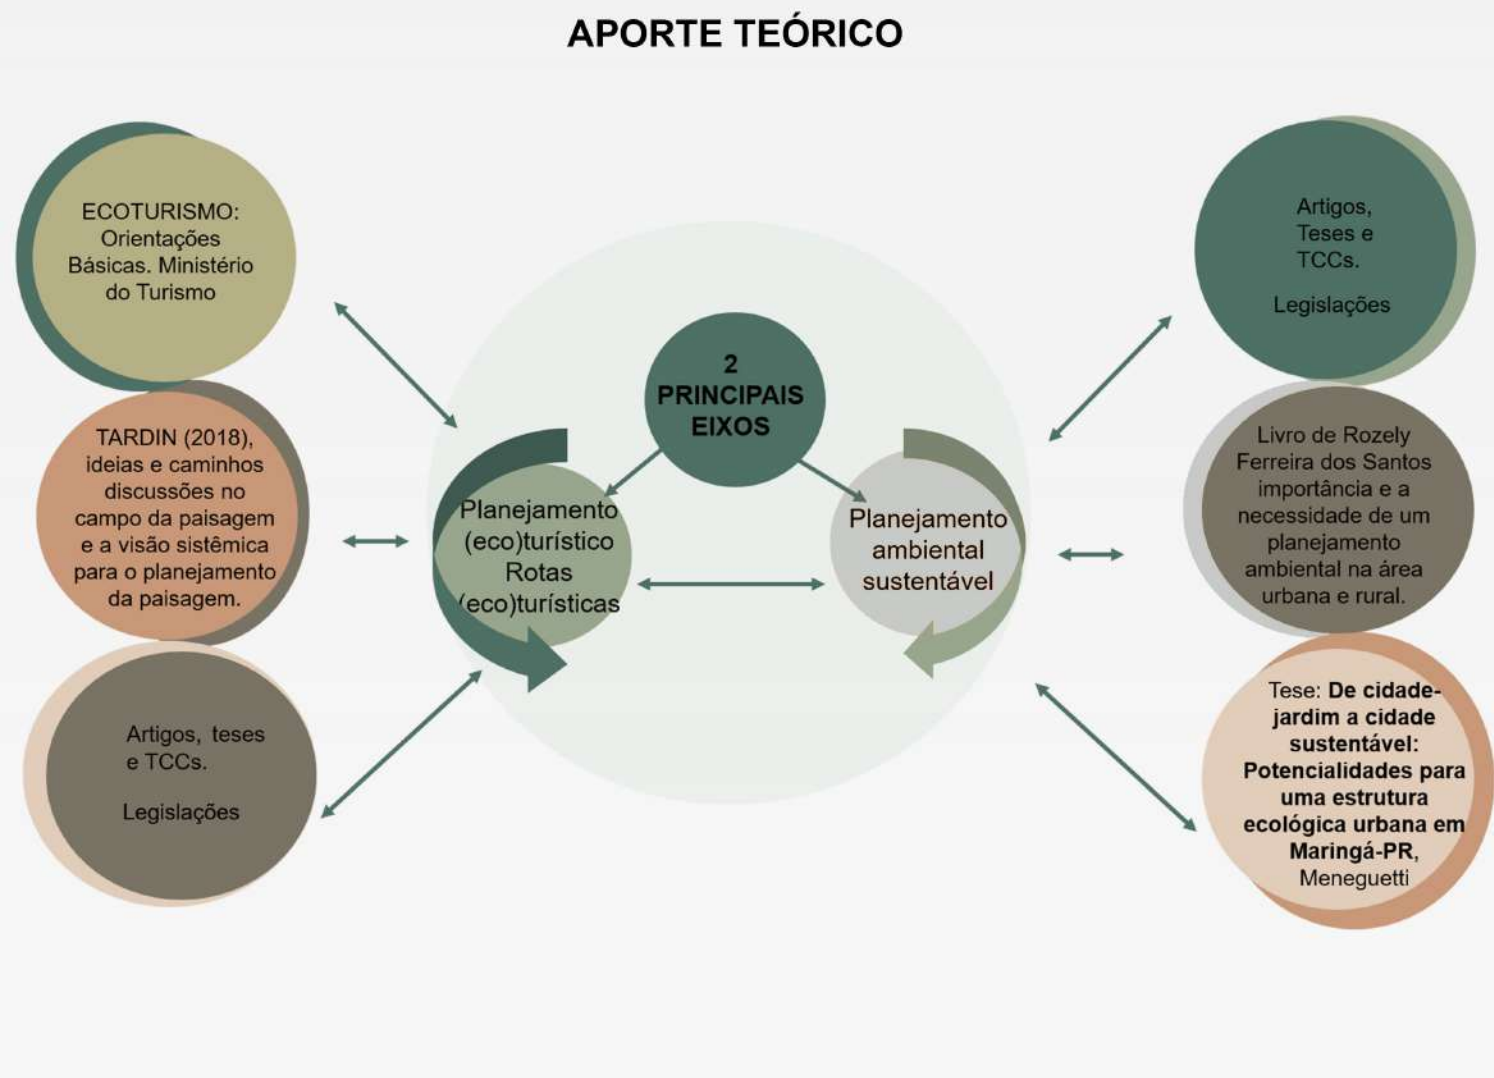 APORTE TEÓRICO
ECOTURISMO:
Orientações
Básicas. Ministério
do Turismo
TARDIN (2018),
ideias e caminhos
discussões no
campo da paisagem
e a visão sistêmica
para o planejamento
da paisagem.
Artigos, teses
e TCCs.
Legislações
2
PRINCIPAIS
EIXOS
Planejamento
(eco)turístico
Rotas
(eco)turísticas
Planejamento
ambiental
sustentável
Artigos,
Teses e
TCCs.
Legislações
Livro de Rozely
Ferreira dos Santos
importância e a
necessidade de um
planejamento
ambiental na área
urbana e rural.
Tese: De cidade-
jardim a cidade
sustentável:
Potencialidades para
uma estrutura
ecológica urbana em
Maringá-PR,
Meneguetti